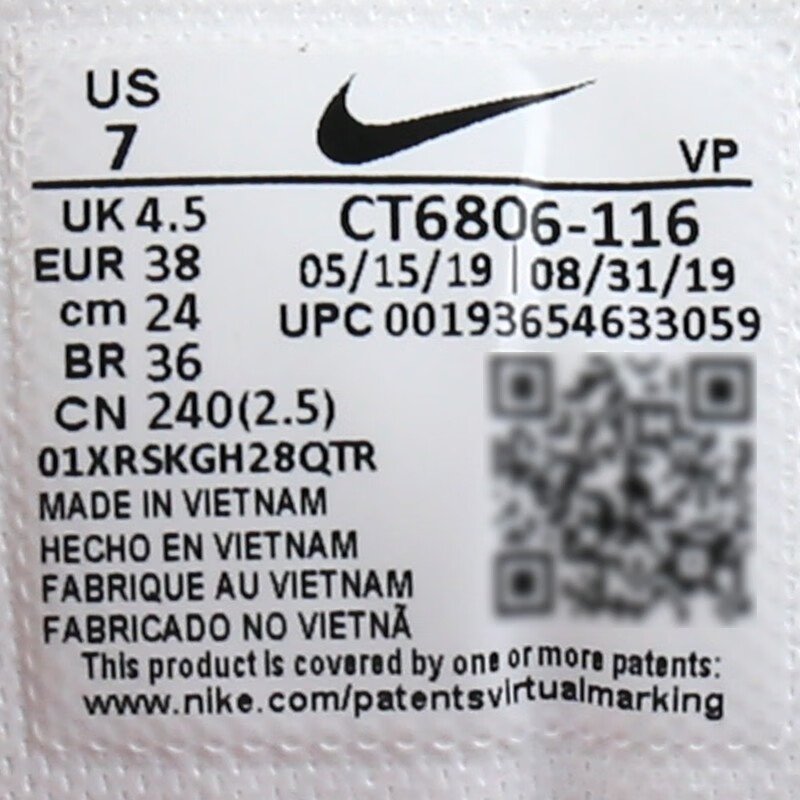 US
7
VP
UK 4.5
EUR 38
cm 24
BR 36
CN 240(2.5)
CT6806-116
05/15/19 | 08/31/19
UPC 00193654633059
01XRSKGH28QTR
MADE IN VIETNAM
HECHO EN VIETNAM
FABRIQUE AU VIETNAM
FABRICADO NO VIETNÃ
This product is covered by one or more patents:
www.nike.com/patentsvirtualmarking